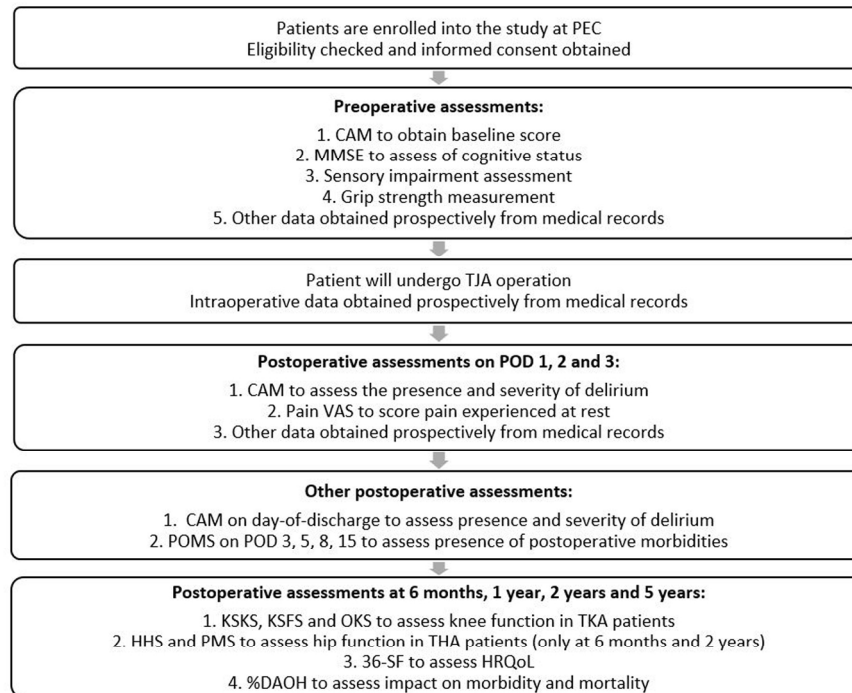 Patients are enrolled into the study at PEC
Eligibility checked and informed consent obtained
Preoperative assessments:
1. CAM to obtain baseline score
2. MMSE to assess of cognitive status
3. Sensory impairment assessment
4. Grip strength measurement
5. Other data obtained prospectively from medical records
Patient will undergo TJA operation
Intraoperative data obtained prospectively from medical records
Postoperative assessments on POD 1, 2 and 3:
1. CAM to assess the presence and severity of delirium
2. Pain VAS to score pain experienced at rest
3. Other data obtained prospectively from medical records
Other postoperative assessments:
1. CAM on day-of-discharge to assess presence and severity of delirium
2. POMS on POD 3, 5, 8, 15 to assess presence of postoperative morbidities
Postoperative assessments at 6 months, 1 year, 2 years and 5 years:
1. KSKS, KSFS and OKS to assess knee function in TKA patients
2. HHS and PMS to assess hip function in THA patients (only at 6 months and 2 years)
3. 36-SF to assess HRQoL
4. %DAOH to assess impact on morbidity and mortality